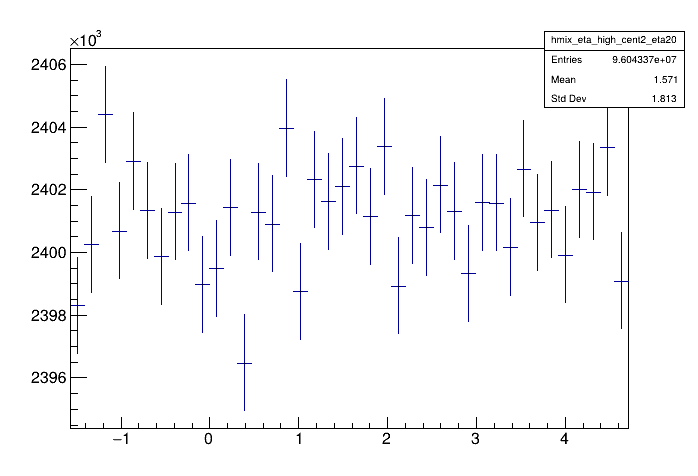 ×10³
hmix_eta_high_cent2_eta20
Entries 9.604337e+07
Mean 1.571
Std Dev 1.813
2406
2404
2402
2400
2398
2396
−1 0 1 2 3 4